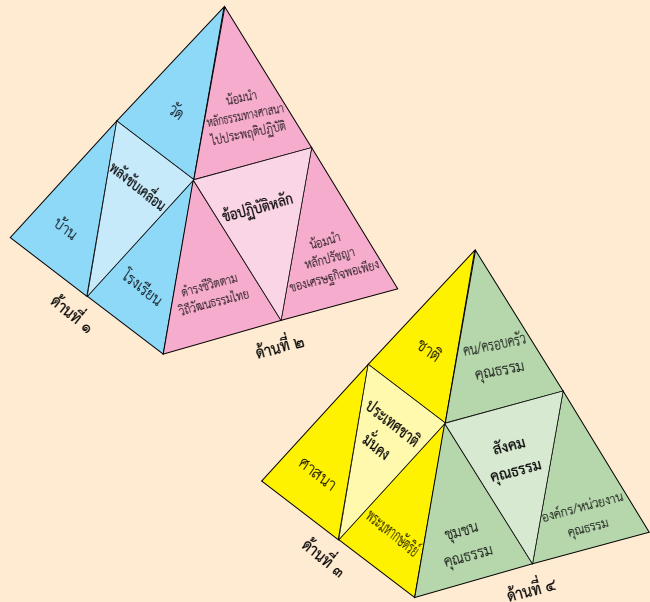 วัด
พลังขับเคลื่อน
บ้าน
โรงเรียน
ด้านที่ ๑
น้อมนำ
หลักธรรมทางศาสนา
ไปประพฤติปฏิบัติ
ข้อปฏิบัติหลัก
ดำรงชีวิตตาม
วิถีวัฒนธรรมไทย
น้อมนำ
หลักปรัชญา
ของเศรษฐกิจพอเพียง
ด้านที่ ๒
ชาติ
ประเทศชาติ
มั่นคง
ศาสนา
พระมหากษัตริย์
ด้านที่ ๓
คน/ครอบครัว
คุณธรรม
สังคม
คุณธรรม
ชุมชน
คุณธรรม
องค์กร/หน่วยงาน
คุณธรรม
ด้านที่ ๔